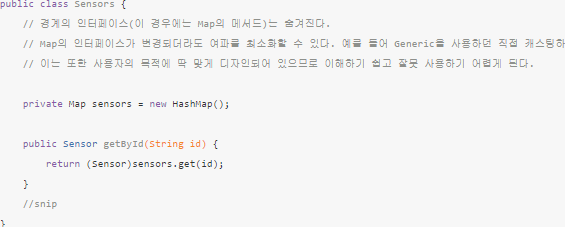 public class Sensors {
// 경계의 인터페이스(이 경우에는 Map의 메서드)는 숨겨진다.
// Map의 인터페이스가 변경되더라도 여파를 최소화할 수 있다. 예를 들어 Generic을 사용하던 직접 캐스팅하
// 이는 또한 사용자의 목적에 딱 맞게 디자인되어 있으므로 이해하기 쉽고 잘못 사용하기 어렵게 된다.
private Map sensors = new HashMap();
public Sensor getById(String id) {
return (Sensor)sensors.get(id);
}
//snip
}